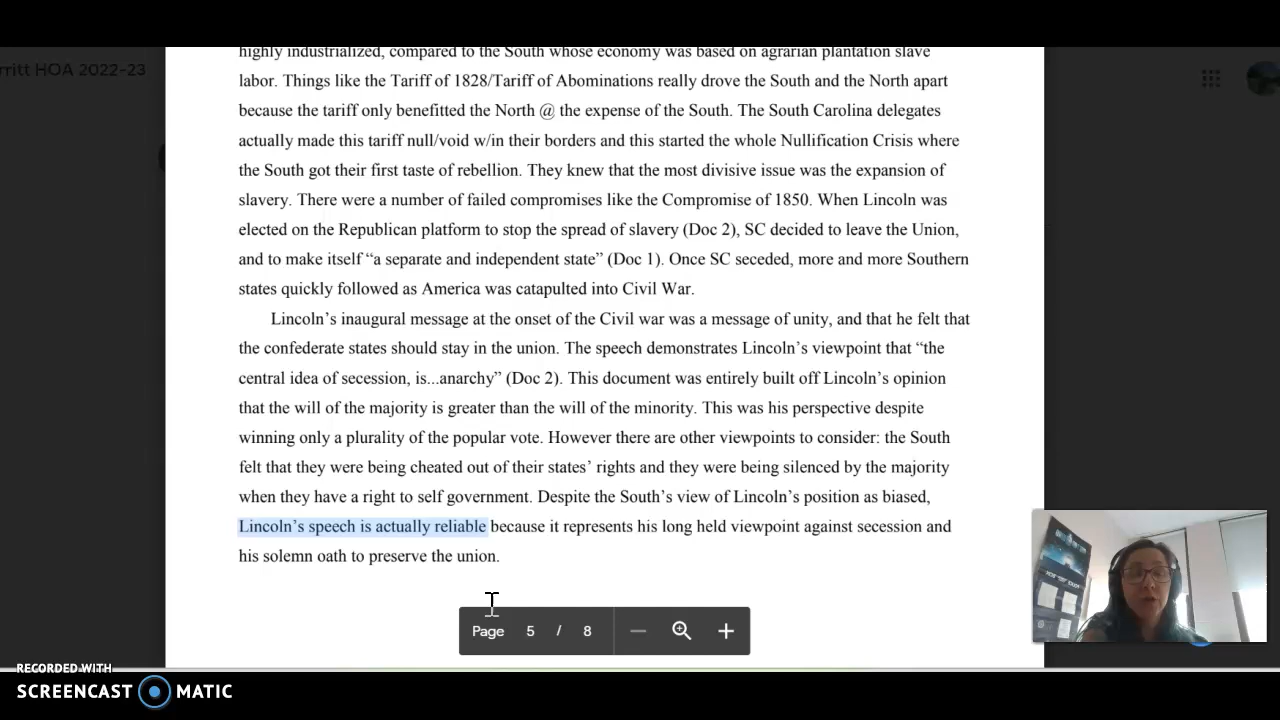 highly industrialized, compared to the South whose economy was based on agrarian plantation slave
rritt HOA 2022-23
labor. Things like the Tariff of 1828/Tariff of Abominations really drove the South and the North apart
because the tariff only benefitted the North @ the expense of the South. The South Carolina delegates
actually made this tariff null/void w/in their borders and this started the whole Nullification Crisis where
the South got their first taste of rebellion. They knew that the most divisive issue was the expansion of
slavery. There were a number of failed compromises like the Compromise of 1850. When Lincoln was
elected on the Republican platform to stop the spread of slavery (Doc 2), SC decided to leave the Union,
and to make itself “a separate and independent state” (Doc 1). Once SC seceded, more and more Southern
states quickly followed as America was catapulted into Civil War.
Lincoln’s inaugural message at the onset of the Civil war was a message of unity, and that he felt that
the confederate states should stay in the union. The speech demonstrates Lincoln’s viewpoint that “the
central idea of secession, is...anarchy” (Doc 2). This document was entirely built off Lincoln’s opinion
that the will of the majority is greater than the will of the minority. This was his perspective despite
winning only a plurality of the popular vote. However there are other viewpoints to consider: the South
felt that they were being cheated out of their states’ rights and they were being silenced by the majority
when they have a right to self government. Despite the South’s view of Lincoln’s position as biased,
Lincoln’s speech is actually reliable because it represents his long held viewpoint against secession and
his solemn oath to preserve the union.
Page 5 / 8
RECORDED WITH
SCREENCAST MATIC